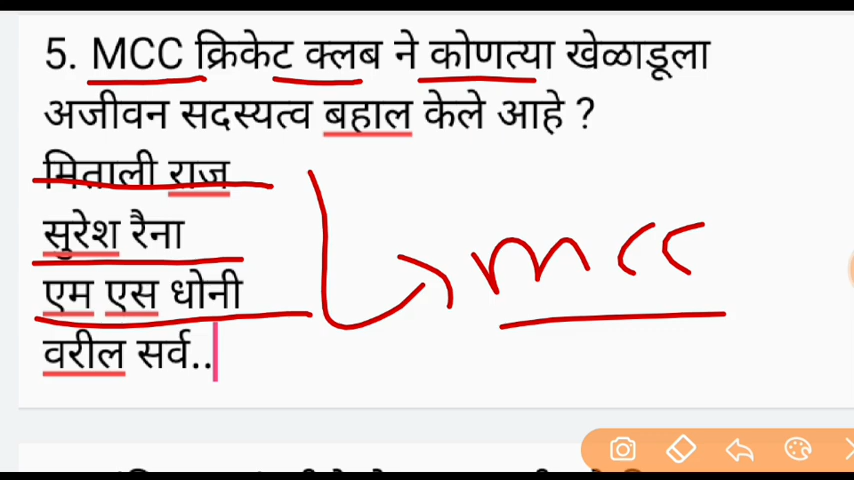 5. MCC क्रिकेट क्लब ने कोणत्या खेळाडूला
अजीवन सदस्यत्व बहाल केले आहे ?
मिताली राज
सुरेश रैना
mcc
एम एस धोनी
वरील सर्व..